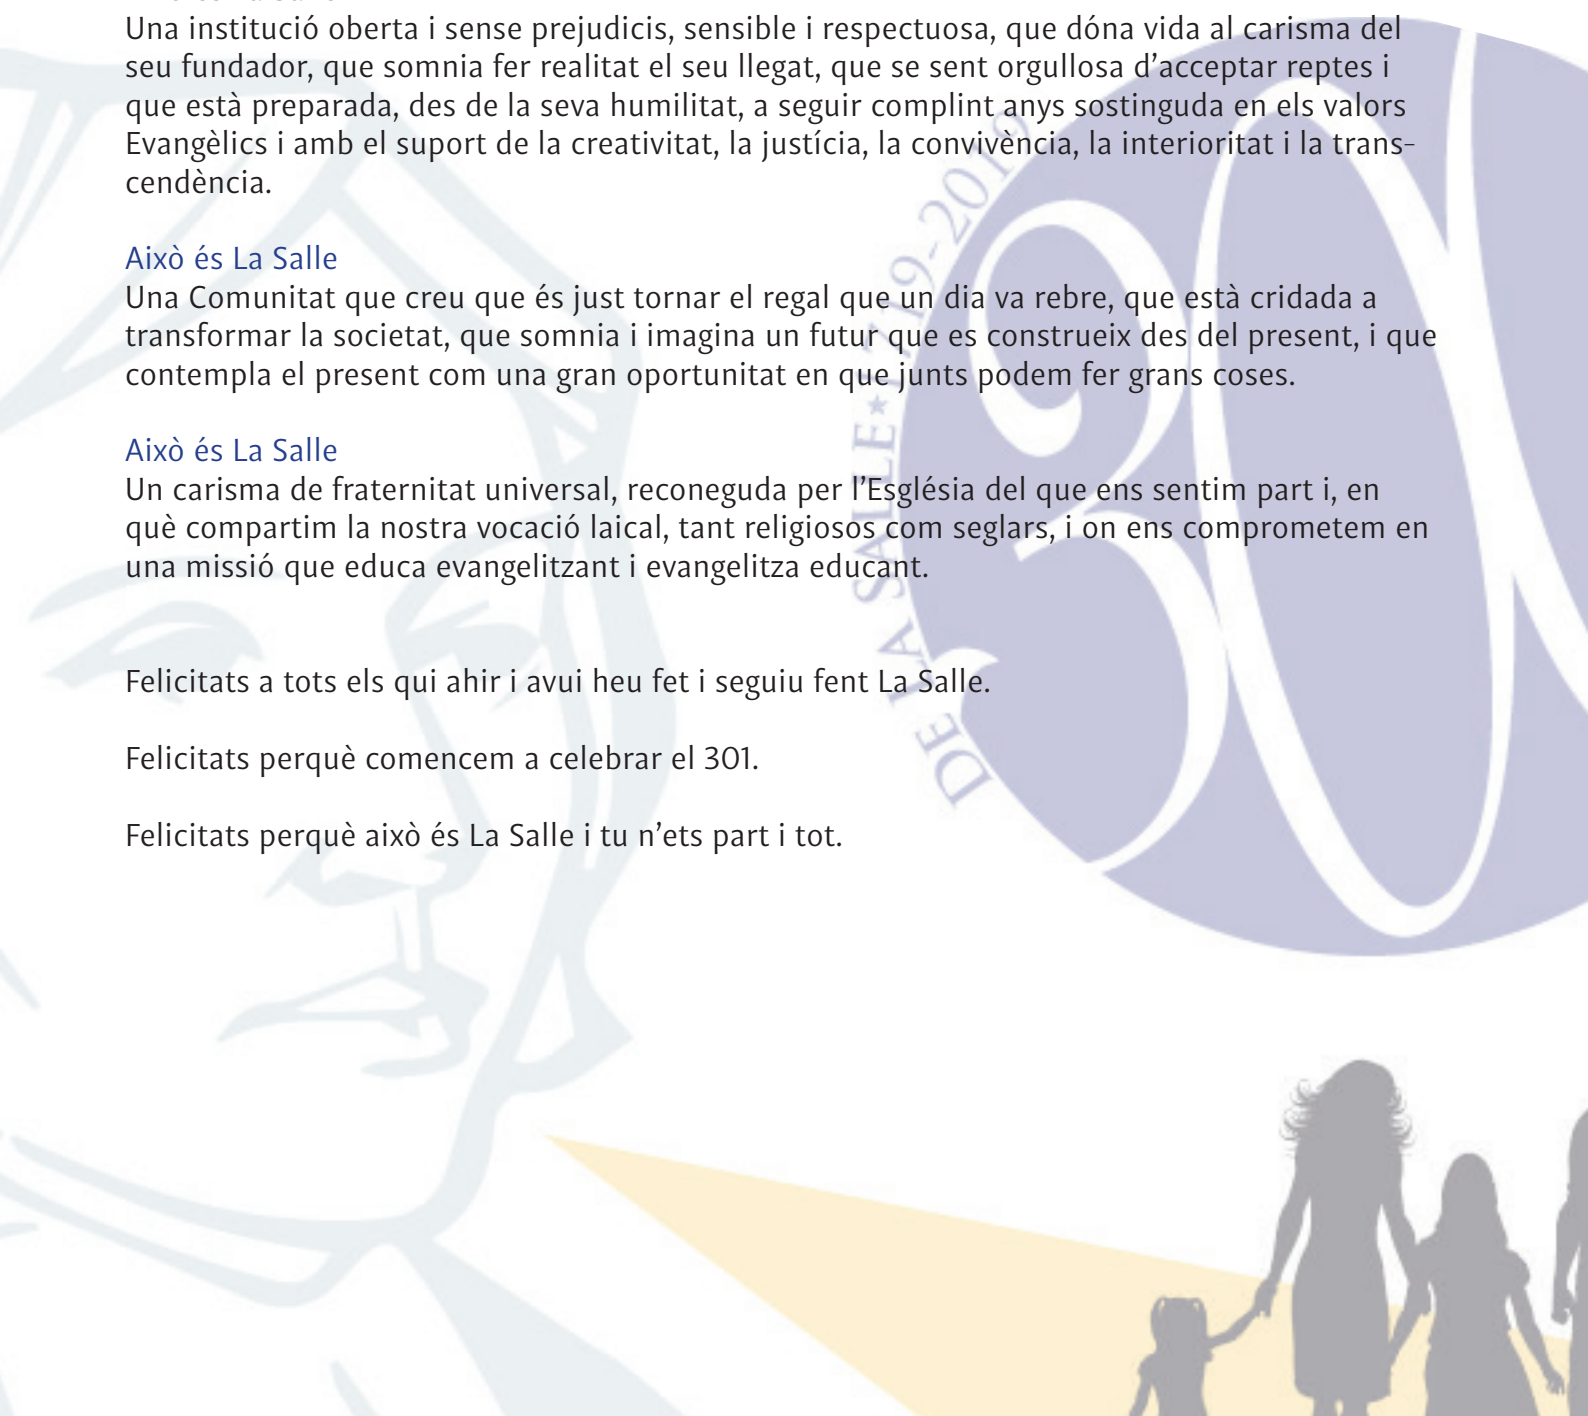 Una institució oberta i sense prejudicis, sensible i respectuosa, que dóna vida al carisma del
seu fundador, que somnia fer realitat el seu llegat, que se sent orgullosa d’acceptar reptes i
que està preparada, des de la seva humilitat, a seguir complint anys sostinguda en els valors
Evangèlics i amb el suport de la creativitat, la justícia, la convivència, la interioritat i la trans-
cendència.
Això és La Salle
Una Comunitat que creu que és just tornar el regal que un dia va rebre, que està cridada a
transformar la societat, que somnia i imagina un futur que es construeix des del present, i que
contempla el present com una gran oportunitat en que junts podem fer grans coses.
Això és La Salle
Un carisma de fraternitat universal, reconeguda per l’Església del que ens sentim part i, en
què compartim la nostra vocació laical, tant religiosos com seglars, i on ens comprometem en
una missió que educa evangelitzant i evangelitza educant.
Felicitats a tots els qui ahir i avui heu fet i seguiu fent La Salle.
Felicitats perquè comencem a celebrar el 301.
Felicitats perquè això és La Salle i tu n’ets part i tot.
DE LA SALLE★1719-2019
30